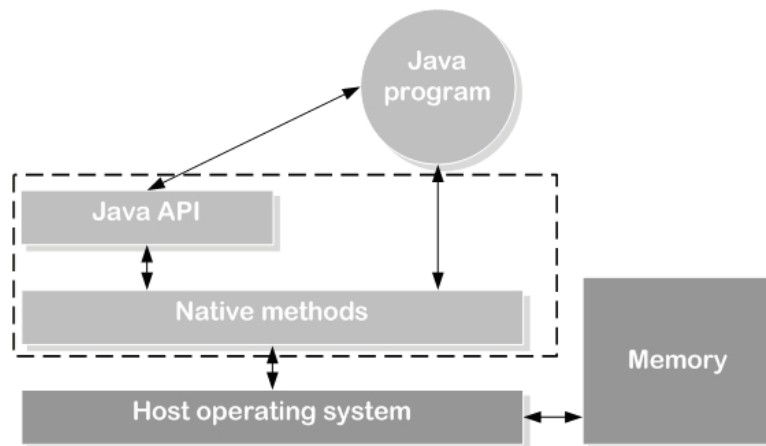 Java
program
Java API
Native methods
Memory
Host operating system